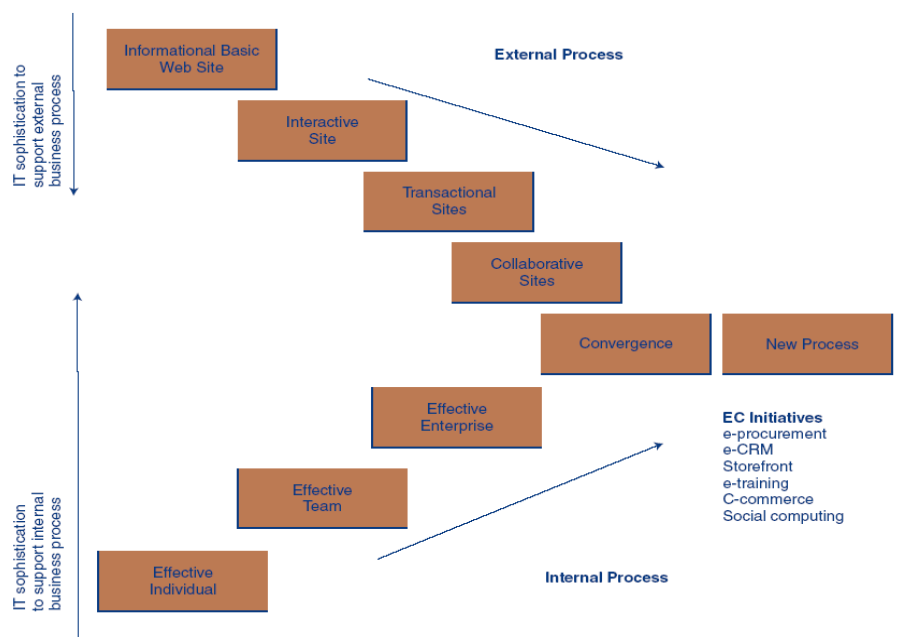 Informational Basic
Web Site
External Process
IT sophistication to
support external
business process
Interactive
Site
Transactional
Sites
Collaborative
Sites
Convergence
New Process
Effective
Enterprise
EC Initiatives
e-procurement
e-CRM
Storefront
e-training
C-commerce
Social computing
Effective
Team
IT sophistication
to support internal
business process
Effective
Individual
Internal Process